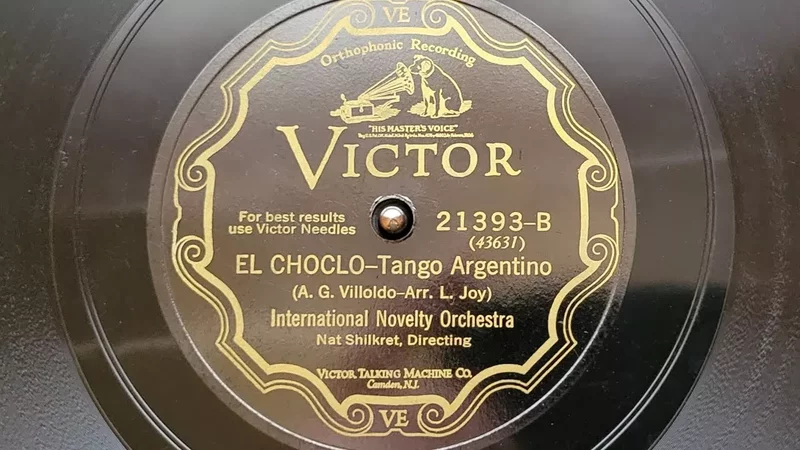 VE
Orthophonic Recording
"HIS MASTER'S VOICE"
VICTOR
For best results
use Victor Needles
21393-B
(43631)
EL CHOCLO–Tango Argentino
(A. G. Villoldo–Arr. L. Joy)
International Novelty Orchestra
Nat Shilkret, Directing
VICTOR TALKING MACHINE CO.
Camden, N.J.
VE